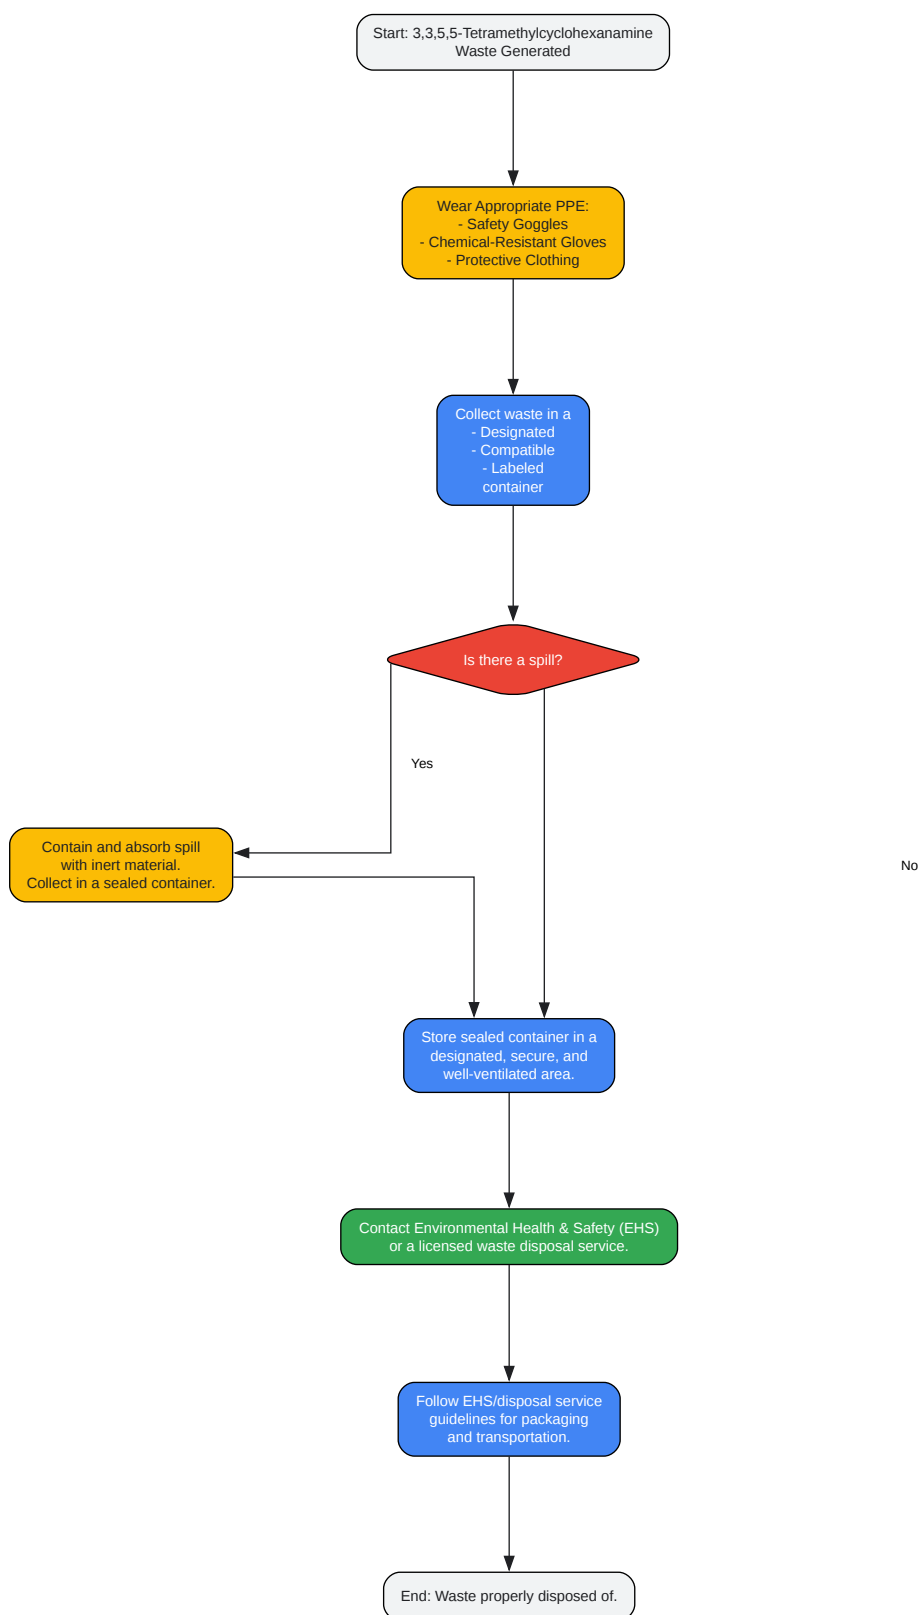 Start: 3,3,5,5-Tetramethylcyclohexanamine
Waste Generated
Wear Appropriate PPE:
- Safety Goggles
- Chemical-Resistant Gloves
- Protective Clothing
Collect waste in a
- Designated
- Compatible
- Labeled
container
Is there a spill?
Yes
Contain and absorb spill
with inert material.
Collect in a sealed container.
No
Store sealed container in a
designated, secure, and
well-ventilated area.
Contact Environmental Health & Safety (EHS)
or a licensed waste disposal service.
Follow EHS/disposal service
guidelines for packaging
and transportation.
End: Waste properly disposed of.